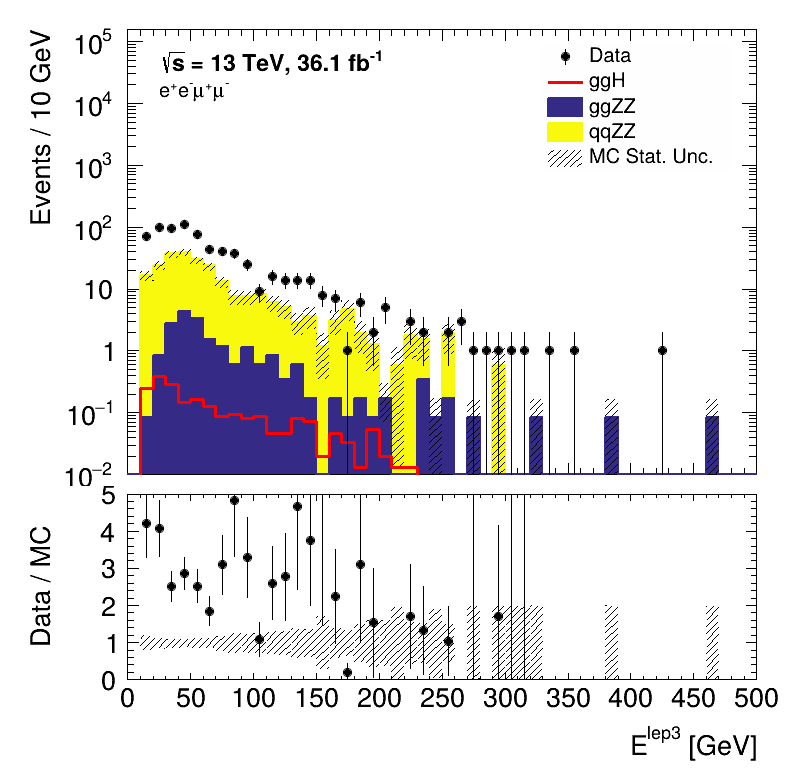 √s = 13 TeV, 36.1 fb⁻¹
e⁺e⁻μ⁺μ⁻
Data
ggH
ggZZ
qqZZ
MC Stat. Unc.
Events / 10 GeV
10⁵
10⁴
10³
10²
10
1
10⁻¹
10⁻²
Data / MC
5
4
3
2
1
0
0 50 100 150 200 250 300 350 400 450 500
E^lep3 [GeV]